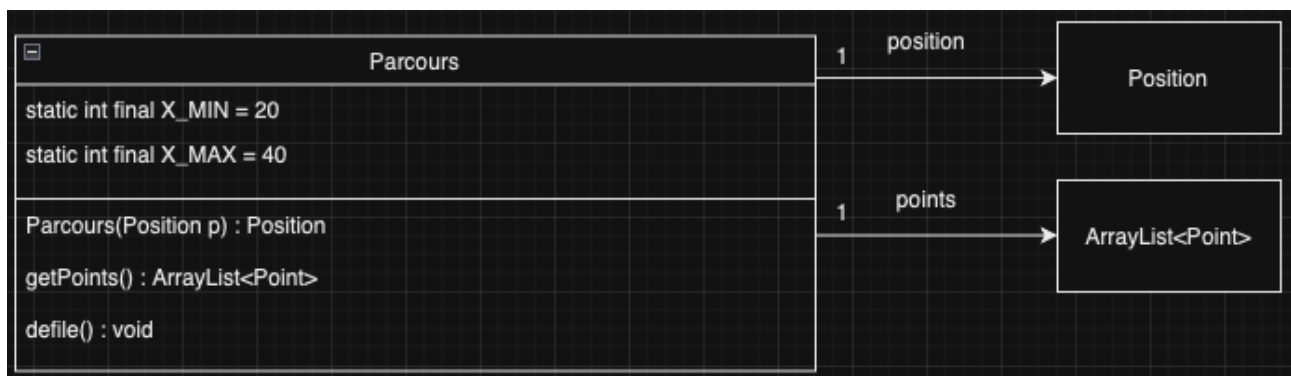 Parcours
static int final X_MIN = 20
static int final X_MAX = 40
Parcours(Position p) : Position
getPoints() : ArrayList<Point>
defile() : void
1
position
Position
1
points
ArrayList<Point>